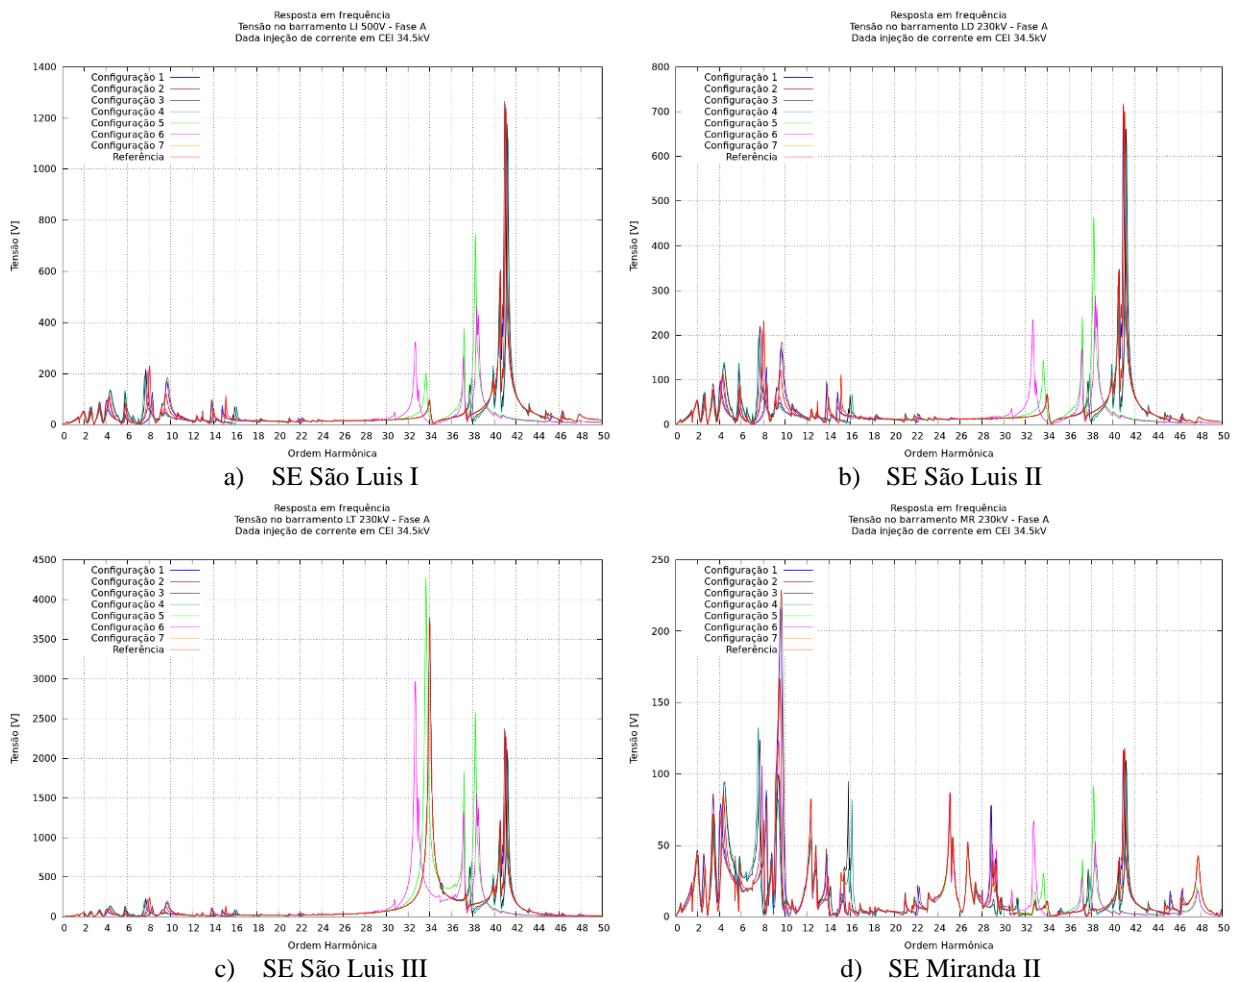 Resposta em frequência
Tensão no barramento LI 500V - Fase A
Dada injeção de corrente em CEI 34.5kV
1400
1200
1000
800
600
400
200
0
Tensão [V]
Configuração 1
Configuração 2
Configuração 3
Configuração 4
Configuração 5
Configuração 6
Configuração 7
Referência
0 2 4 6 8 10 12 14 16 18 20 22 24 26 28 30 32 34 36 38 40 42 44 46 48 50
Ordem Harmônica
a) SE São Luis I
Resposta em frequência
Tensão no barramento LD 230kV - Fase A
Dada injeção de corrente em CEI 34.5kV
800
700
600
500
400
300
200
100
0
Tensão [V]
Configuração 1
Configuração 2
Configuração 3
Configuração 4
Configuração 5
Configuração 6
Configuração 7
Referência
0 2 4 6 8 10 12 14 16 18 20 22 24 26 28 30 32 34 36 38 40 42 44 46 48 50
Ordem Harmônica
b) SE São Luis II
Resposta em frequência
Tensão no barramento LT 230kV - Fase A
Dada injeção de corrente em CEI 34.5kV
4500
4000
3500
3000
2500
2000
1500
1000
500
0
Tensão [V]
Configuração 1
Configuração 2
Configuração 3
Configuração 4
Configuração 5
Configuração 6
Configuração 7
Referência
0 2 4 6 8 10 12 14 16 18 20 22 24 26 28 30 32 34 36 38 40 42 44 46 48 50
Ordem Harmônica
c) SE São Luis III
Resposta em frequência
Tensão no barramento MR 230kV - Fase A
Dada injeção de corrente em CEI 34.5kV
250
200
150
100
50
0
Tensão [V]
Configuração 1
Configuração 2
Configuração 3
Configuração 4
Configuração 5
Configuração 6
Configuração 7
Referência
0 2 4 6 8 10 12 14 16 18 20 22 24 26 28 30 32 34 36 38 40 42 44 46 48 50
Ordem Harmônica
d) SE Miranda II